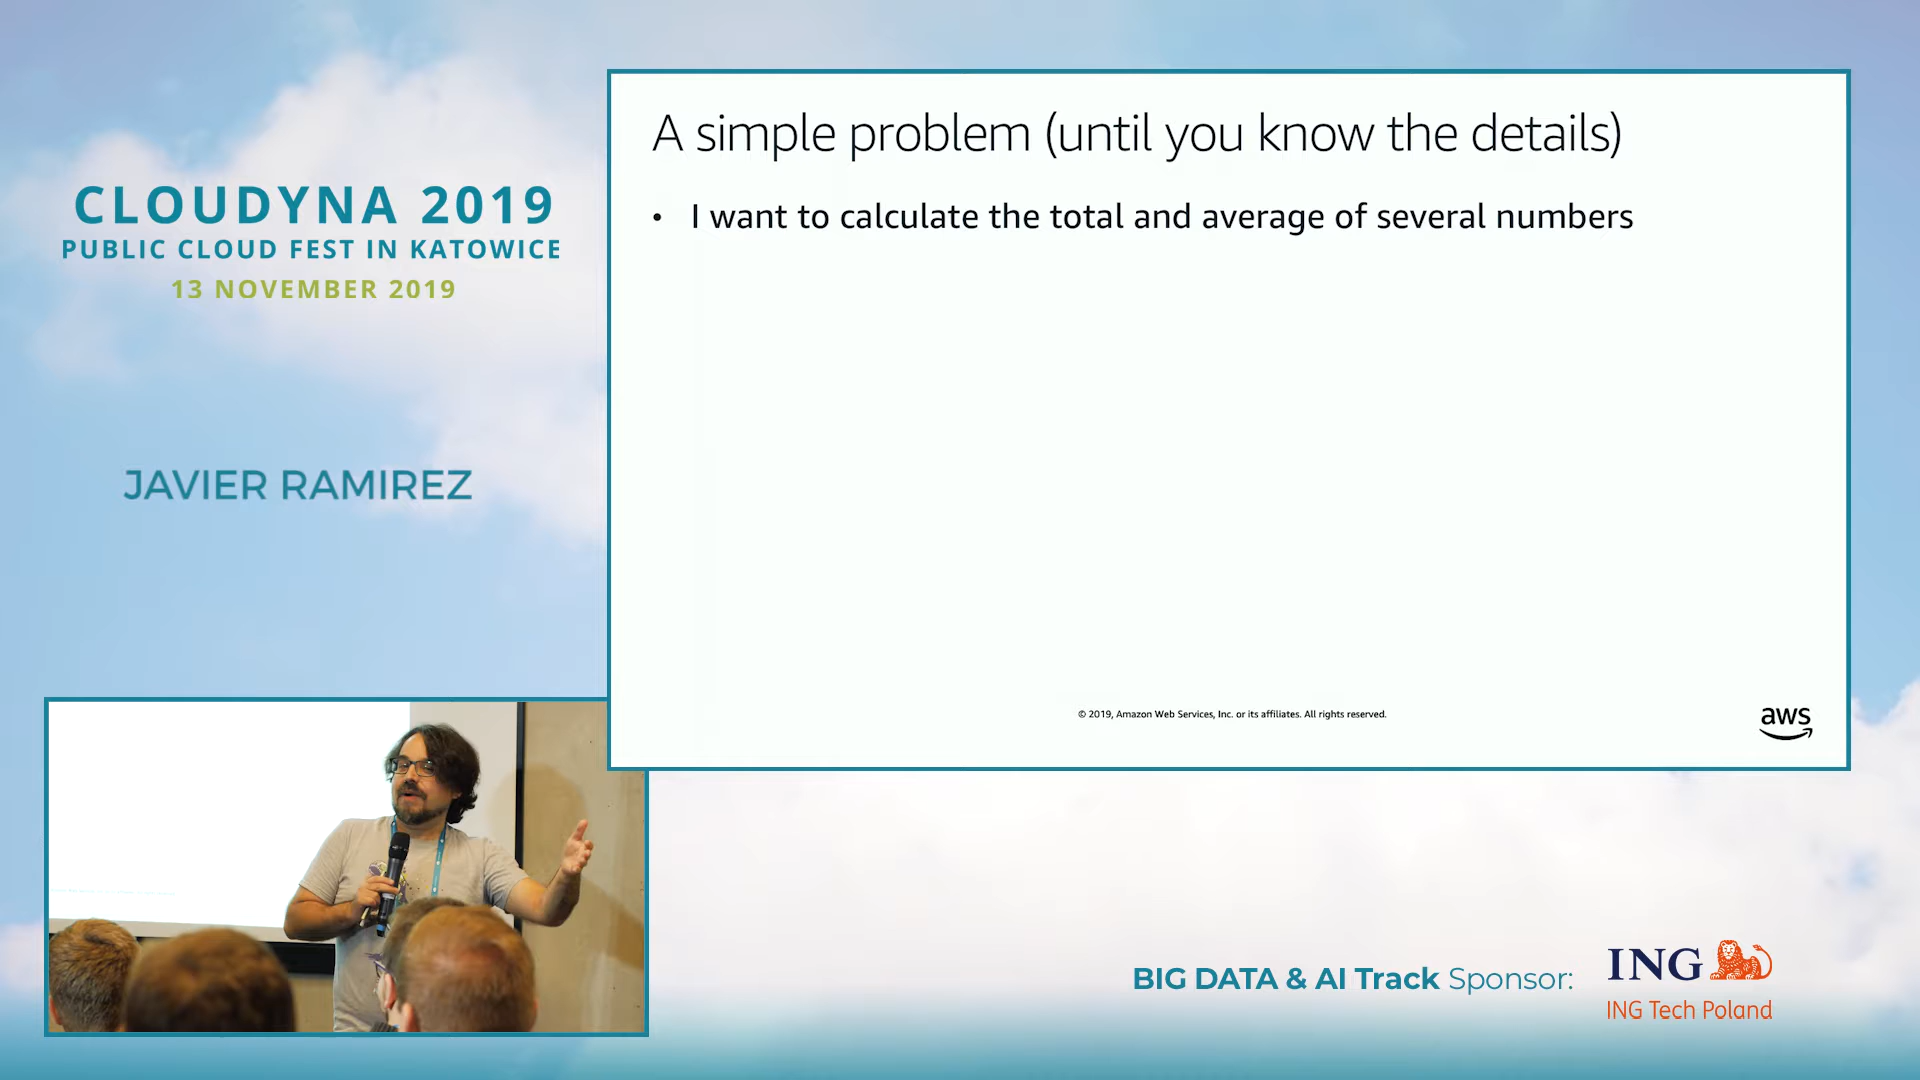 CLOUDYNA 2019
PUBLIC CLOUD FEST IN KATOWICE
13 NOVEMBER 2019
JAVIER RAMIREZ
A simple problem (until you know the details)
• I want to calculate the total and average of several numbers
© 2019, Amazon Web Services, Inc. or its affiliates. All rights reserved.
aws
BIG DATA & AI Track Sponsor:
ING
ING Tech Poland